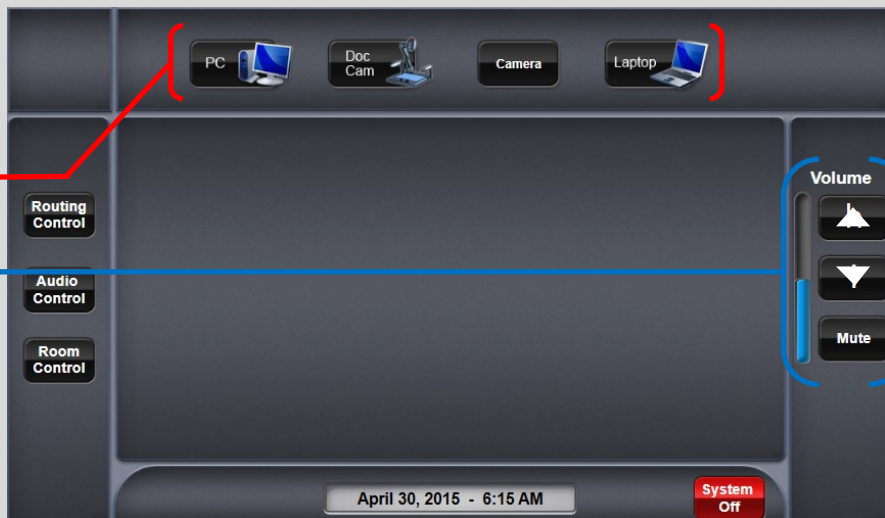 PC
Doc
Cam
Camera
Laptop
Routing
Control
Audio
Control
Room
Control
Volume
Mute
April 30, 2015 - 6:15 AM
System
Off